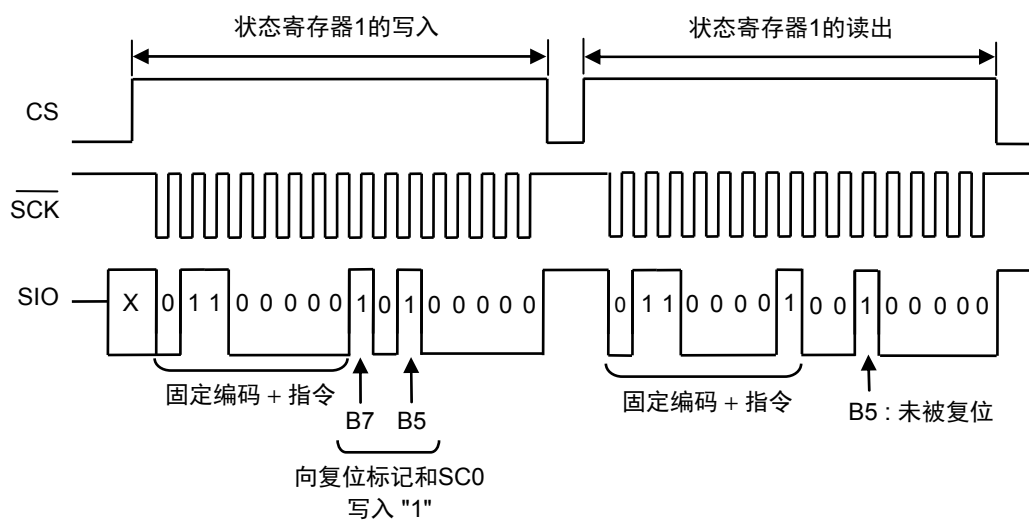 状态寄存器1的写入 状态寄存器1的读出
CS
SCK
SIO X 0 1 1 0 0 0 0 0 1 0 1 0 0 0 0 0 0 1 1 0 0 0 0 1 0 0 1 0 0 0 0 0
固定编码 + 指令 固定编码 + 指令
B7 B5 B5 : 未被复位
向复位标记和SC0
写入 "1"